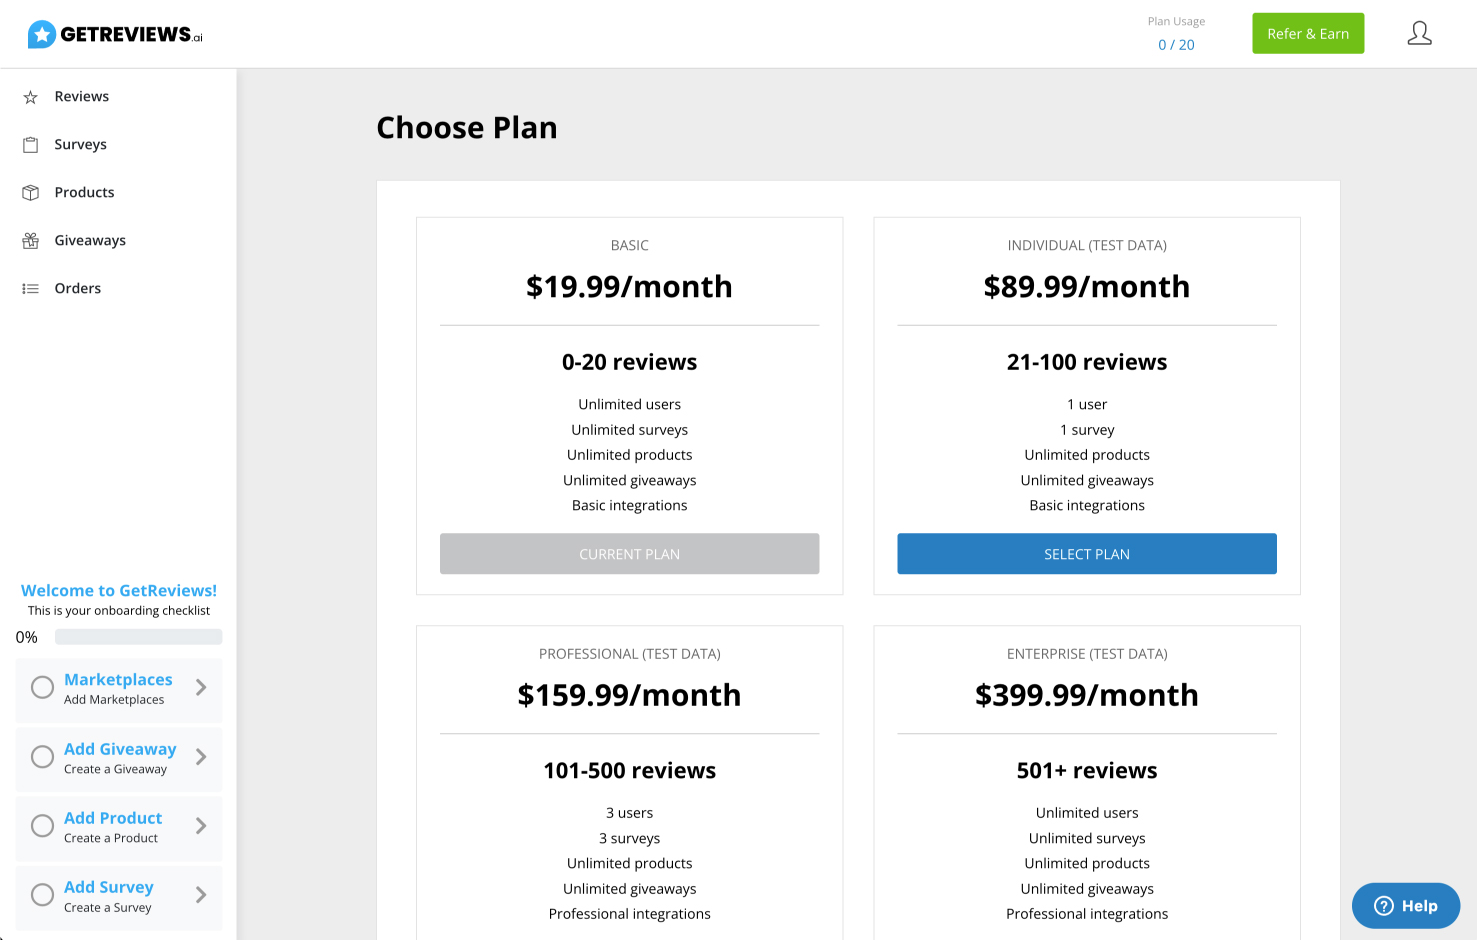 GETREVIEWS.ai
Plan Usage
0 / 20
Refer & Earn
Reviews
Surveys
Products
Giveaways
Orders
Welcome to GetReviews!
This is your onboarding checklist
0%
Marketplaces
Add Marketplaces
Add Giveaway
Create a Giveaway
Add Product
Create a Product
Add Survey
Create a Survey
Choose Plan
BASIC
$19.99/month
0-20 reviews
Unlimited users
Unlimited surveys
Unlimited products
Unlimited giveaways
Basic integrations
CURRENT PLAN
INDIVIDUAL (TEST DATA)
$89.99/month
21-100 reviews
1 user
1 survey
Unlimited products
Unlimited giveaways
Basic integrations
SELECT PLAN
PROFESSIONAL (TEST DATA)
$159.99/month
101-500 reviews
3 users
3 surveys
Unlimited products
Unlimited giveaways
Professional integrations
ENTERPRISE (TEST DATA)
$399.99/month
501+ reviews
Unlimited users
Unlimited surveys
Unlimited products
Unlimited giveaways
Professional integrations
Help